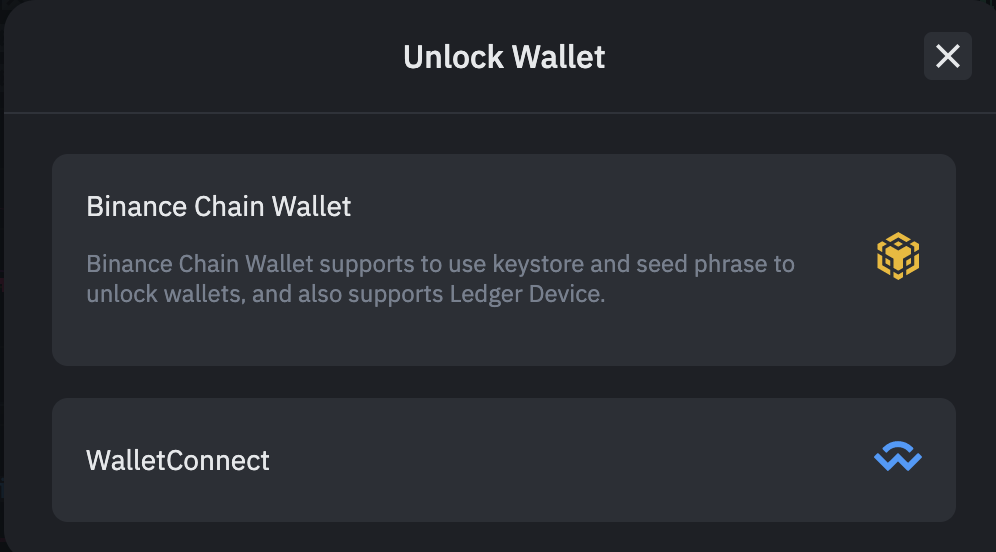 Unlock Wallet
Binance Chain Wallet
Binance Chain Wallet supports to use keystore and seed phrase to
unlock wallets, and also supports Ledger Device.
WalletConnect